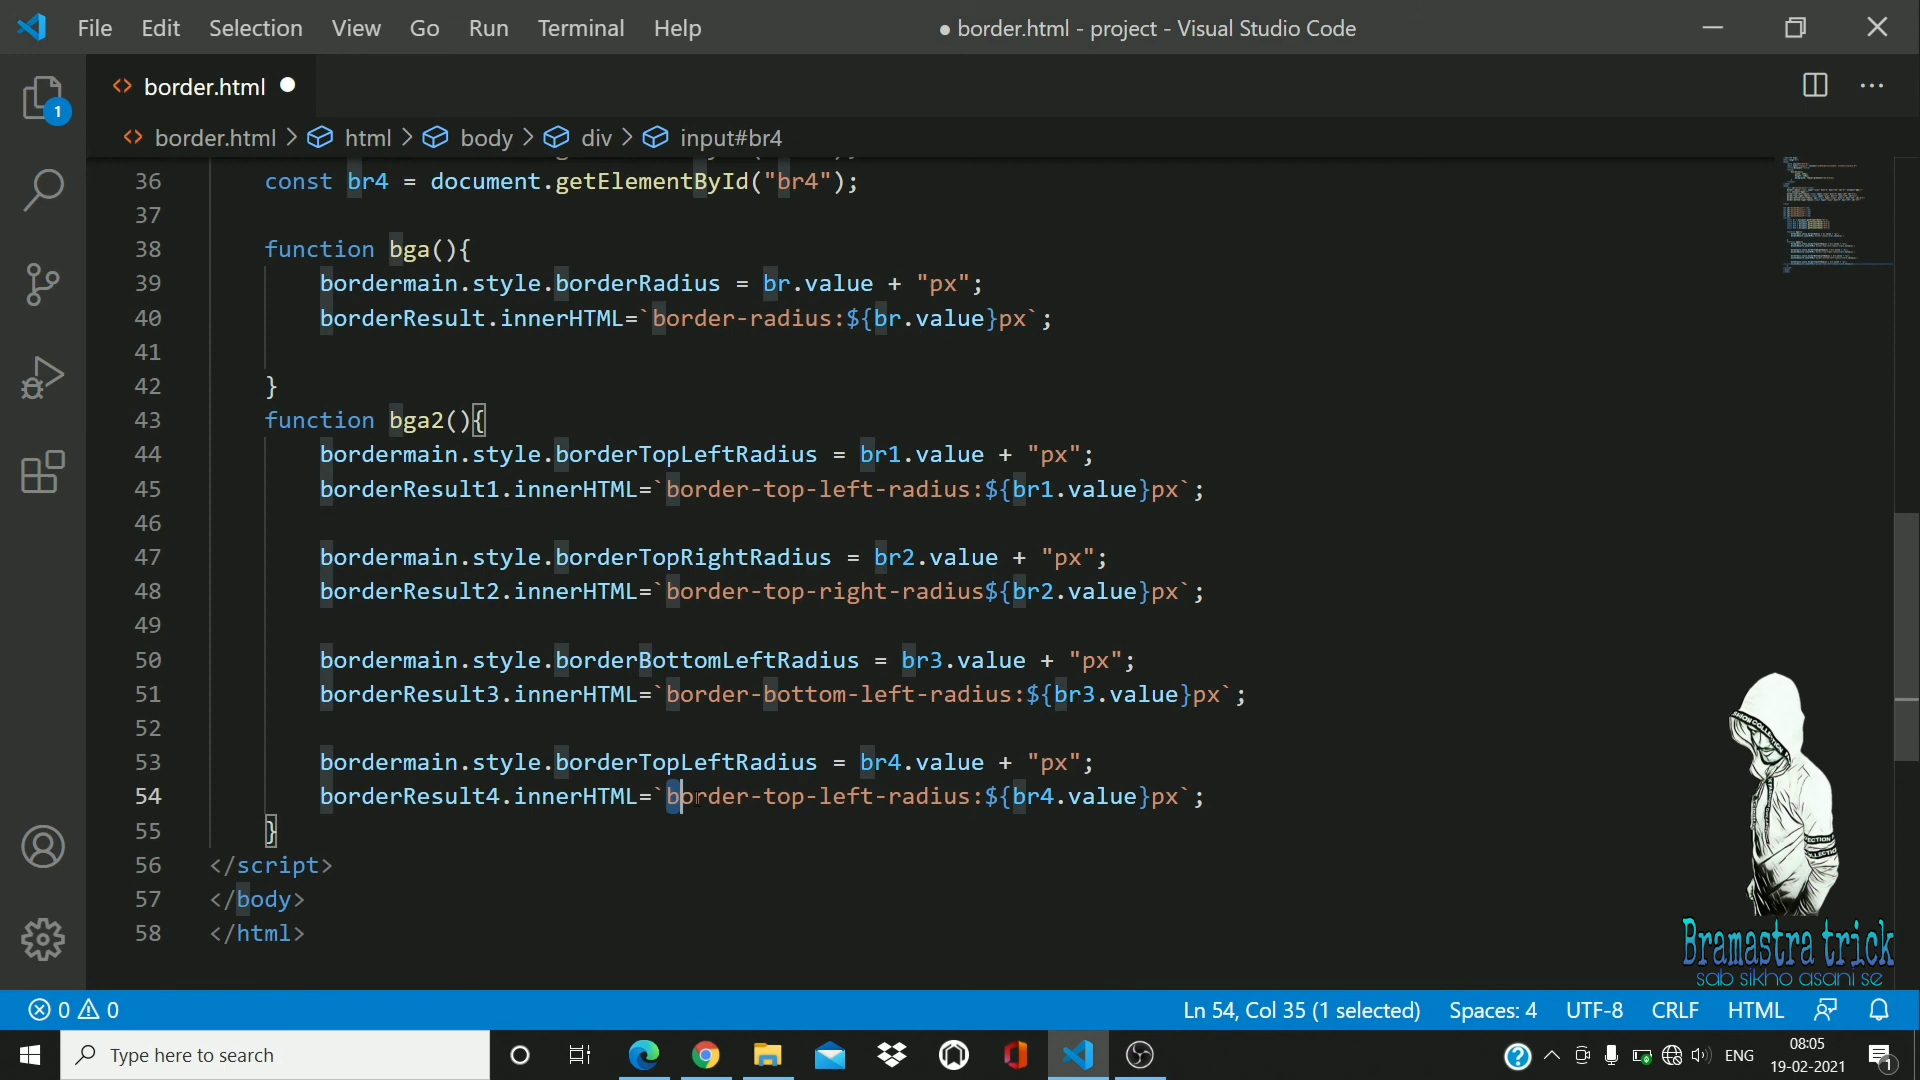 File Edit Selection View Go Run Terminal Help
● border.html - project - Visual Studio Code
border.html
border.html > html > body > div > input#br4
36 const br4 = document.getElementById("br4");
37
38 function bga(){
39 bordermain.style.borderRadius = br.value + "px";
40 borderResult.innerHTML=`border-radius:${br.value}px`;
41
42 }
43 function bga2(){
44 bordermain.style.borderTopLeftRadius = br1.value + "px";
45 borderResult1.innerHTML=`border-top-left-radius:${br1.value}px`;
46
47 bordermain.style.borderTopRightRadius = br2.value + "px";
48 borderResult2.innerHTML=`border-top-right-radius${br2.value}px`;
49
50 bordermain.style.borderBottomLeftRadius = br3.value + "px";
51 borderResult3.innerHTML=`border-bottom-left-radius:${br3.value}px`;
52
53 bordermain.style.borderTopLeftRadius = br4.value + "px";
54 borderResult4.innerHTML=`border-top-left-radius:${br4.value}px`;
55 }
56 </script>
57 </body>
58 </html>
1
Bramastra trick
sab sikho asani se
0 0
Ln 54, Col 35 (1 selected) Spaces: 4 UTF-8 CRLF HTML
Type here to search
ENG
08:05
19-02-2021
1